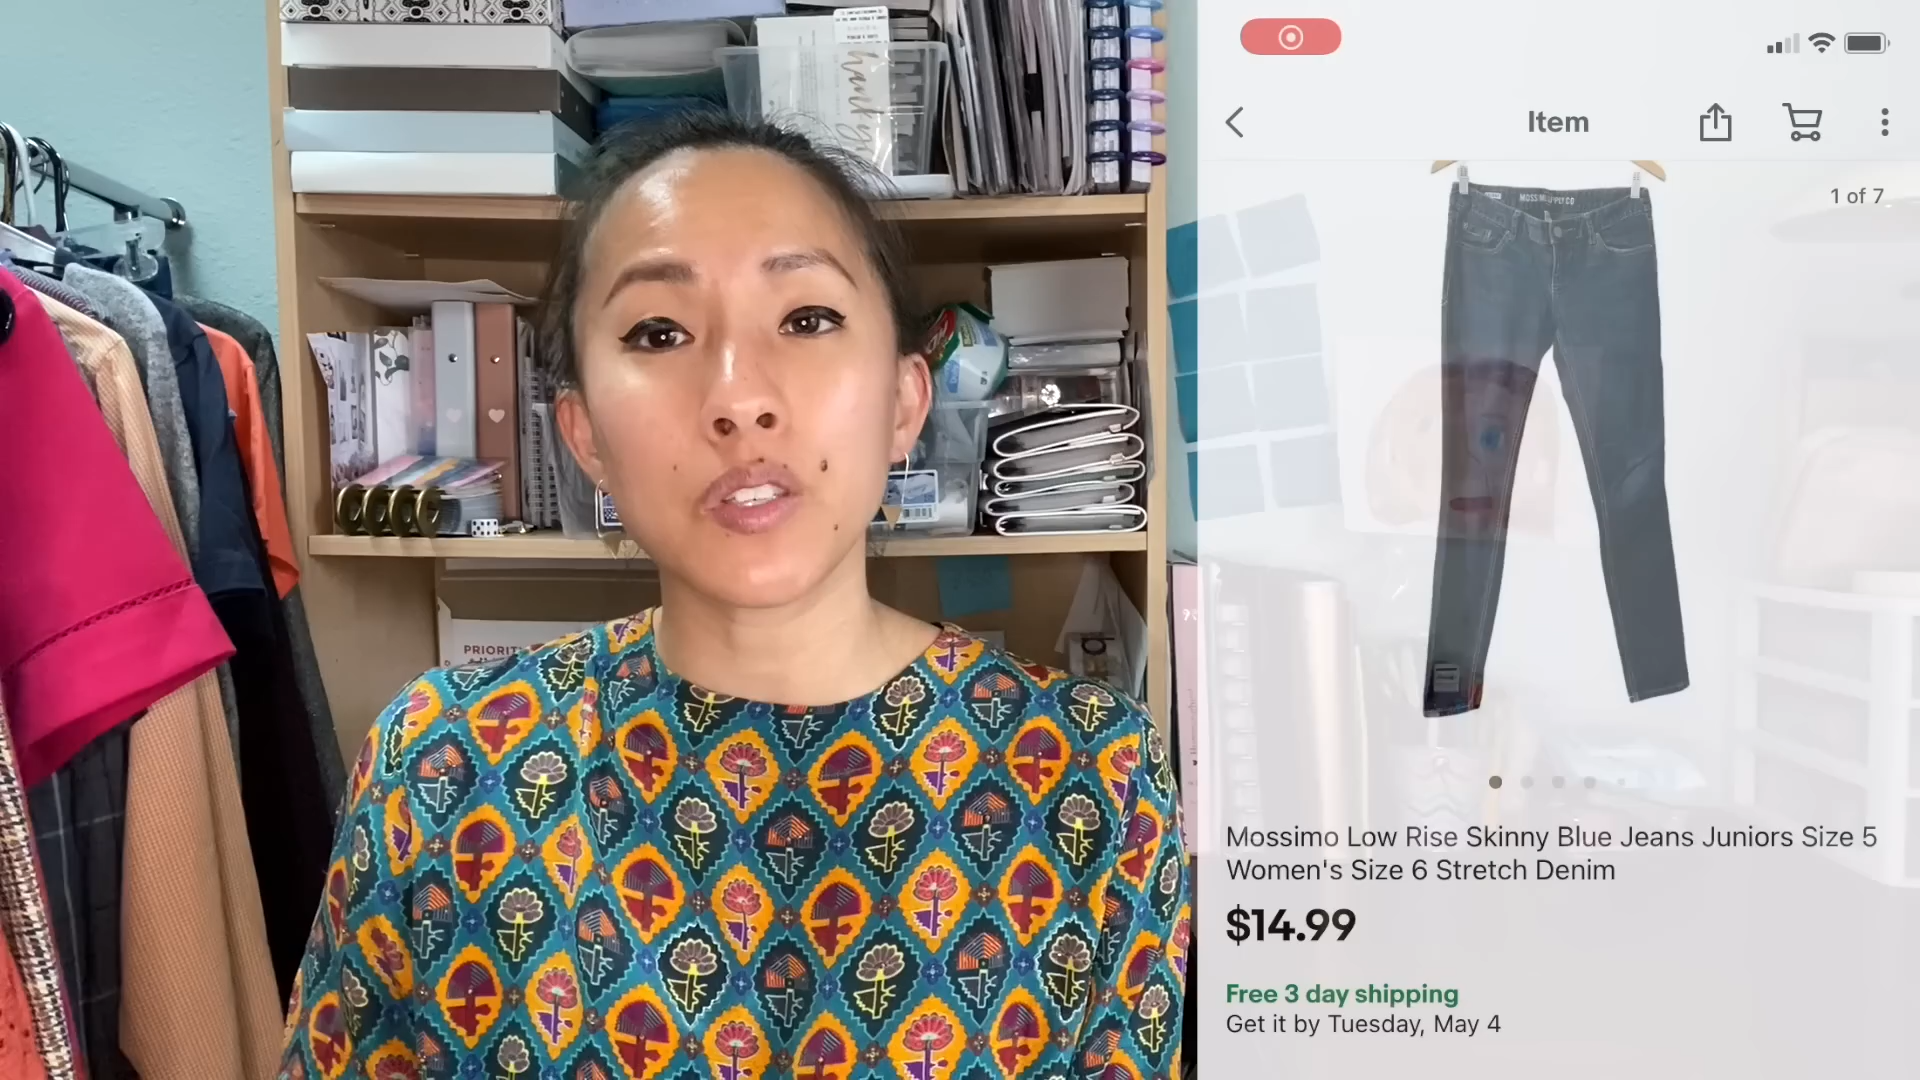 Item
1 of 7
Mossimo Low Rise Skinny Blue Jeans Juniors Size 5
Women's Size 6 Stretch Denim
$14.99
Free 3 day shipping
Get it by Tuesday, May 4
PRIORIT